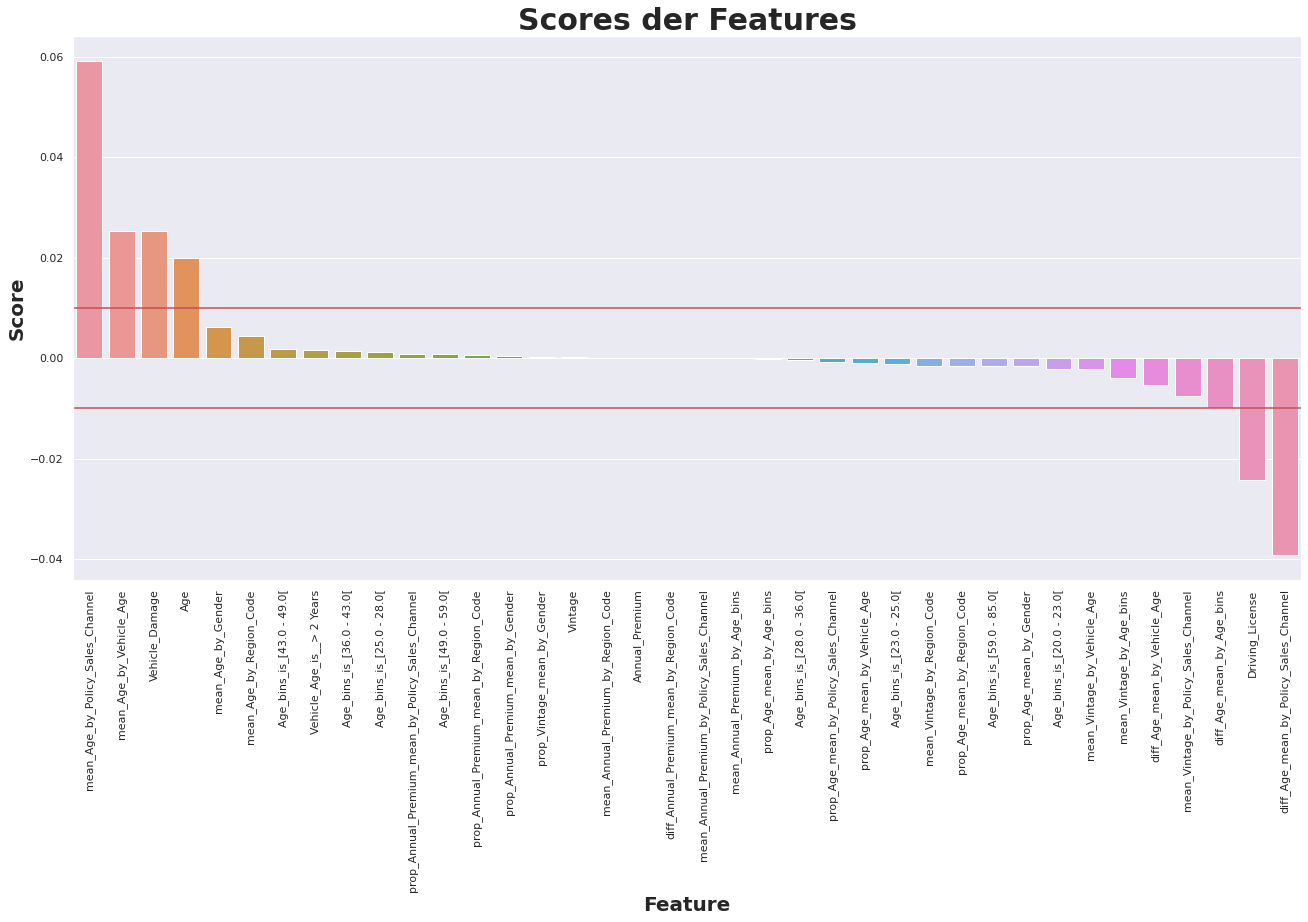 Scores der Features
Score
0.06
0.04
0.02
0.00
−0.02
−0.04
mean_Age_by_Policy_Sales_Channel
mean_Age_by_Vehicle_Age
Vehicle_Damage
Age
mean_Age_by_Gender
mean_Age_by_Region_Code
Age_bins_is_[43.0 - 49.0[
Vehicle_Age_is__> 2 Years
Age_bins_is_[36.0 - 43.0[
Age_bins_is_[25.0 - 28.0[
prop_Annual_Premium_mean_by_Policy_Sales_Channel
Age_bins_is_[49.0 - 59.0[
prop_Annual_Premium_mean_by_Region_Code
prop_Annual_Premium_mean_by_Gender
prop_Vintage_mean_by_Gender
Vintage
mean_Annual_Premium_by_Region_Code
Annual_Premium
diff_Annual_Premium_mean_by_Region_Code
mean_Annual_Premium_by_Policy_Sales_Channel
mean_Annual_Premium_by_Age_bins
prop_Age_mean_by_Age_bins
Age_bins_is_[28.0 - 36.0[
prop_Age_mean_by_Policy_Sales_Channel
prop_Age_mean_by_Vehicle_Age
Age_bins_is_[23.0 - 25.0[
mean_Vintage_by_Region_Code
prop_Age_mean_by_Region_Code
Age_bins_is_[59.0 - 85.0[
prop_Age_mean_by_Gender
Age_bins_is_[20.0 - 23.0[
mean_Vintage_by_Vehicle_Age
mean_Vintage_by_Age_bins
diff_Age_mean_by_Vehicle_Age
mean_Vintage_by_Policy_Sales_Channel
diff_Age_mean_by_Age_bins
Driving_License
diff_Age_mean_by_Policy_Sales_Channel
Feature